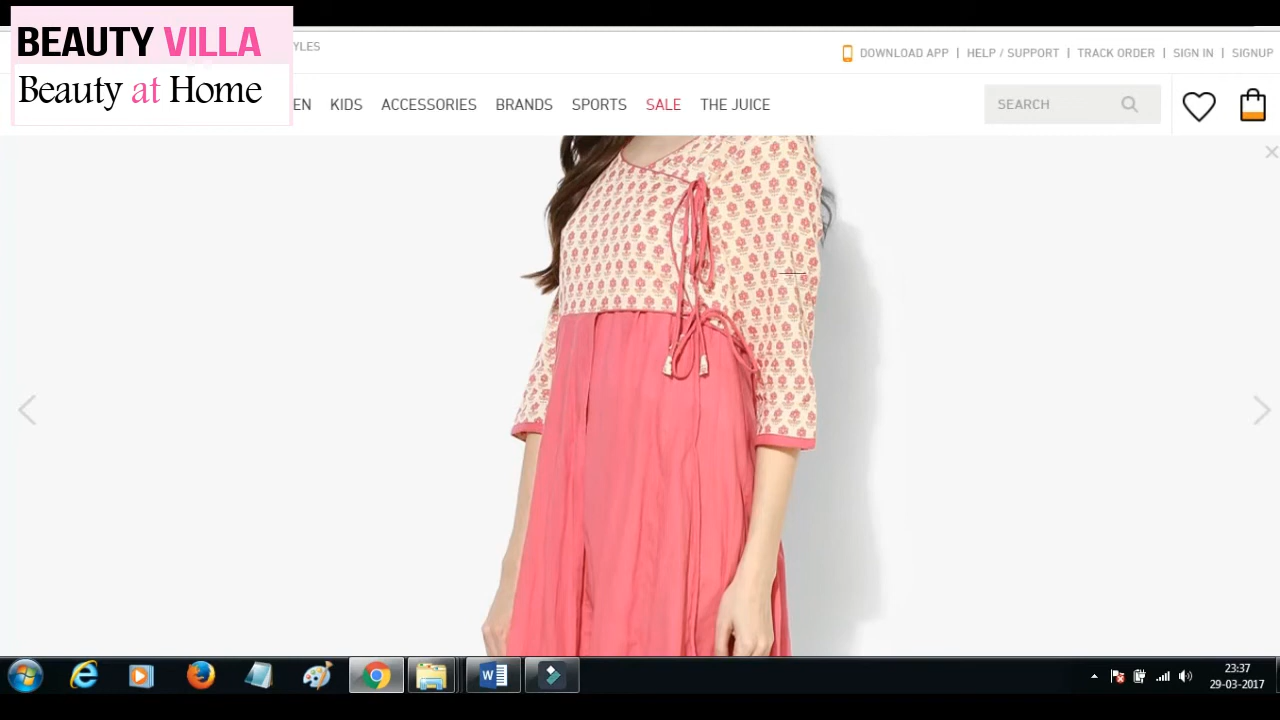 BEAUTY VILLA
Beauty at Home
YLES
DOWNLOAD APP | HELP / SUPPORT | TRACK ORDER | SIGN IN | SIGNUP
EN KIDS ACCESSORIES BRANDS SPORTS SALE THE JUICE
SEARCH
23:37
29-03-2017